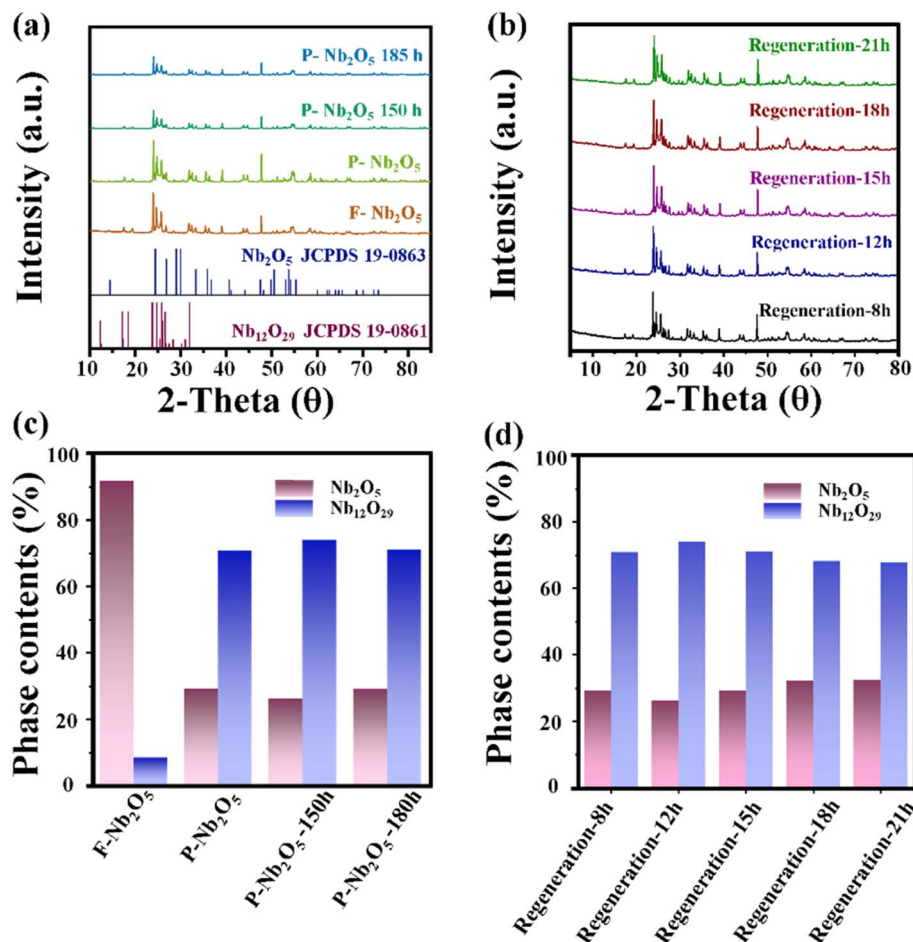 (a)
P- Nb₂O₅ 185 h
P- Nb₂O₅ 150 h
P- Nb₂O₅
F- Nb₂O₅
Nb₂O₅ JCPDS 19-0863
Nb₁₂O₂₉ JCPDS 19-0861
Intensity (a.u.)
10 20 30 40 50 60 70 80
2-Theta (θ)
(b)
Regeneration-21h
Regeneration-18h
Regeneration-15h
Regeneration-12h
Regeneration-8h
Intensity (a.u.)
10 20 30 40 50 60 70 80
2-Theta (θ)
(c)
Phase contents (%)
100
80
60
40
20
0
Nb₂O₅
Nb₁₂O₂₉
F-Nb₂O₅
P-Nb₂O₅
P-Nb₂O₅-150h
P-Nb₂O₅-180h
(d)
Phase contents (%)
100
80
60
40
20
0
Nb₂O₅
Nb₁₂O₂₉
Regeneration-8h
Regeneration-12h
Regeneration-15h
Regeneration-18h
Regeneration-21h